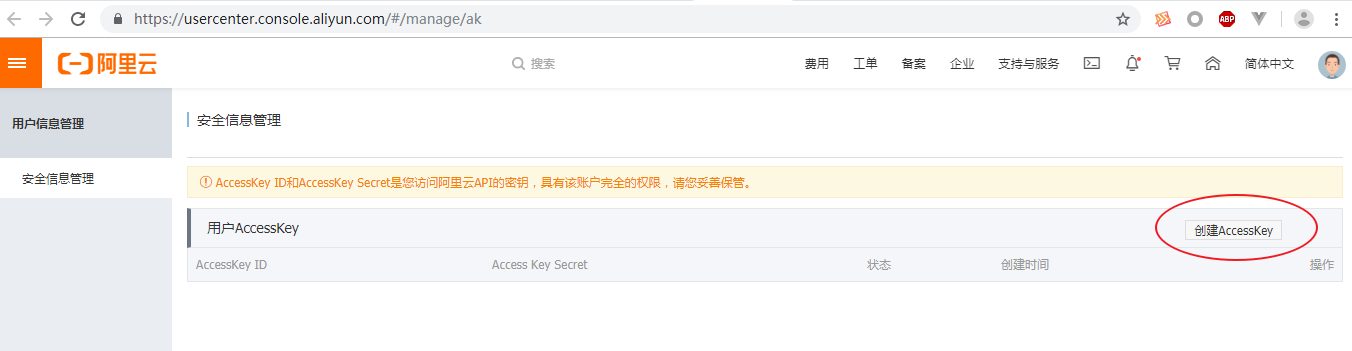 https://usercenter.console.aliyun.com/#/manage/ak
ABP
阿里云 搜索 费用 工单 备案 企业 支持与服务 简体中文
用户信息管理
安全信息管理
安全信息管理
AccessKey ID和AccessKey Secret是您访问阿里云API的密钥，具有该账户完全的权限，请您妥善保管。
用户AccessKey 创建AccessKey
AccessKey ID Access Key Secret 状态 创建时间 操作